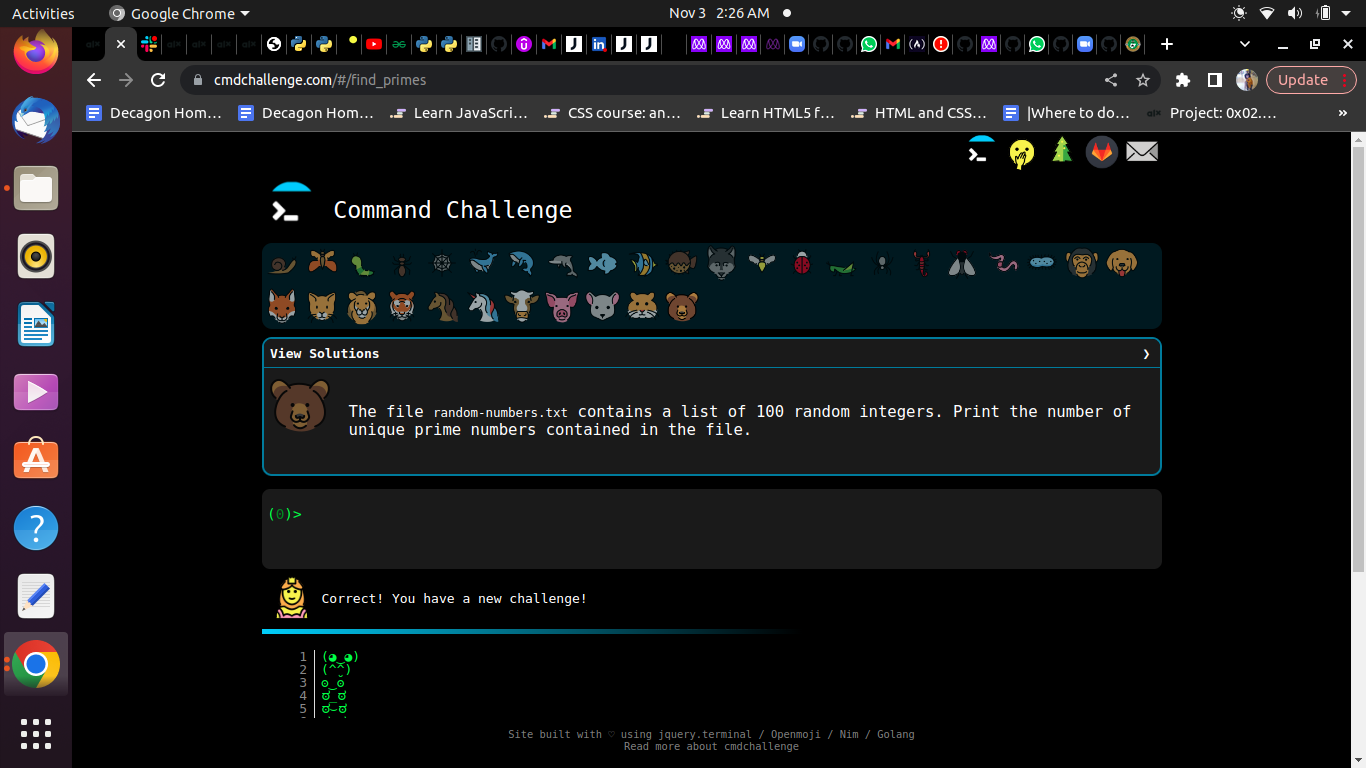 Activities
Google Chrome
Nov 3 2:26 AM
cmdchallenge.com/#/find_primes
Update
Decagon Hom…
Decagon Hom…
Learn JavaScri…
CSS course: an…
Learn HTML5 f…
HTML and CSS…
|Where to do…
Project: 0x02.…
»
Command Challenge
View Solutions
The file random-numbers.txt contains a list of 100 random integers. Print the number of
unique prime numbers contained in the file.
(0)>
Correct! You have a new challenge!
1
2 (^^)
3
4
5
Site built with ♡ using jquery.terminal / Openmoji / Nim / Golang
Read more about cmdchallenge